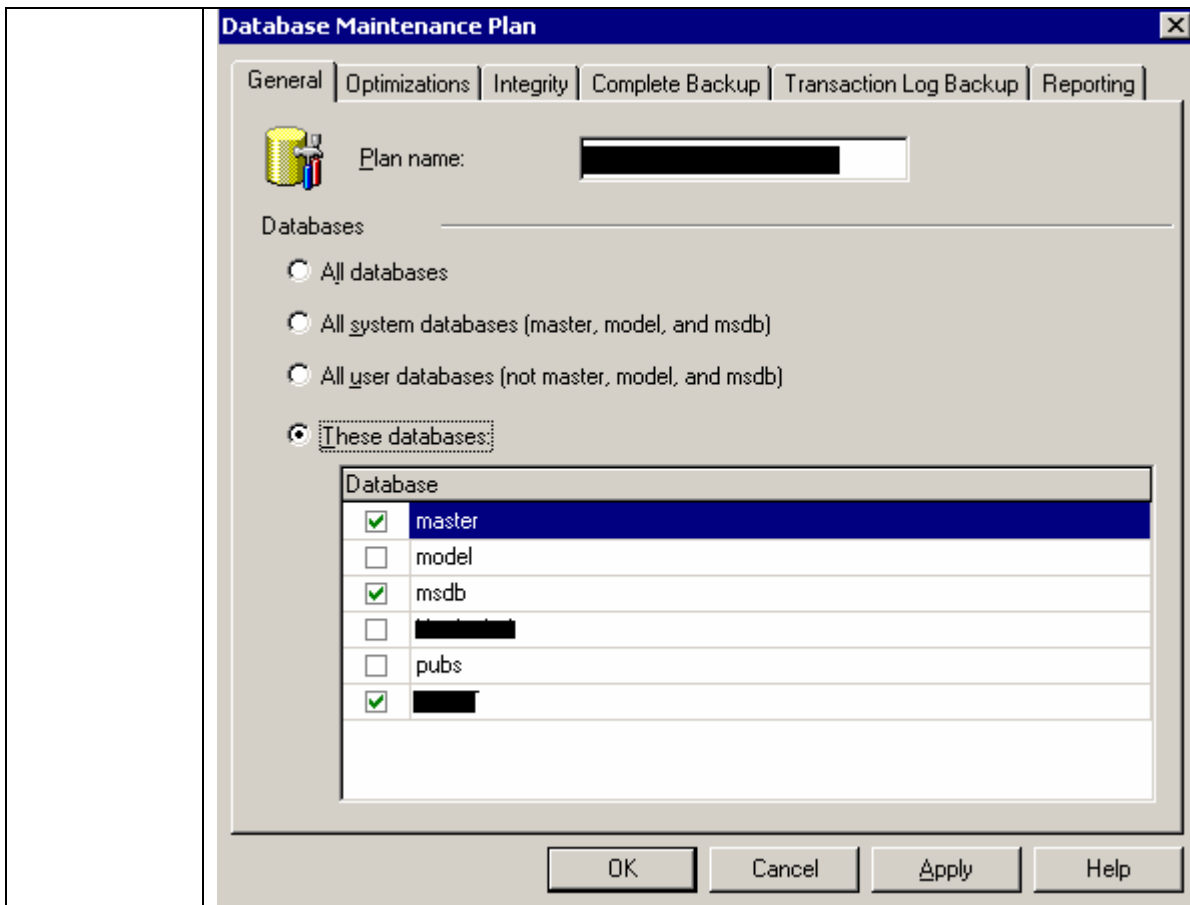 Database Maintenance Plan
General Optimizations Integrity Complete Backup Transaction Log Backup Reporting
Plan name:
Databases
All databases
All system databases (master, model, and msdb)
All user databases (not master, model, and msdb)
These databases:
Database
master
model
msdb
pubs
OK Cancel Apply Help